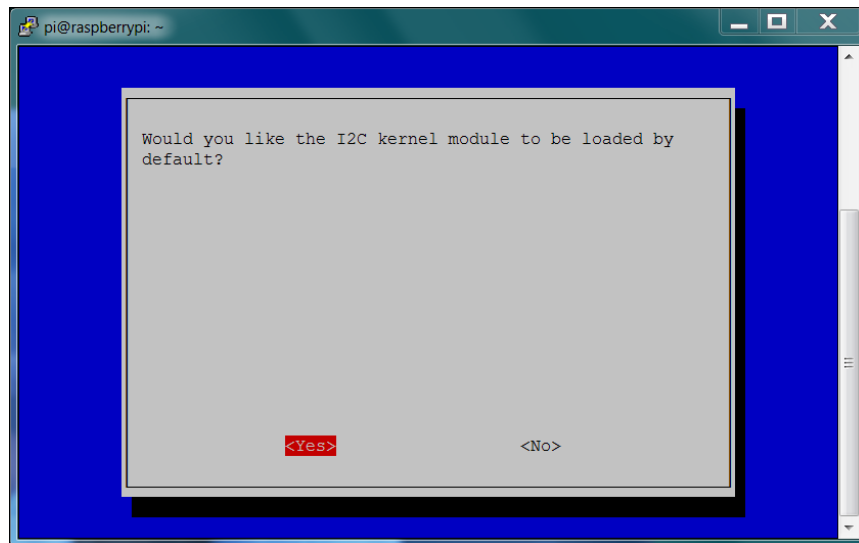 pi@raspberrypi: ~
Would you like the I2C kernel module to be loaded by
default?
<Yes> <No>